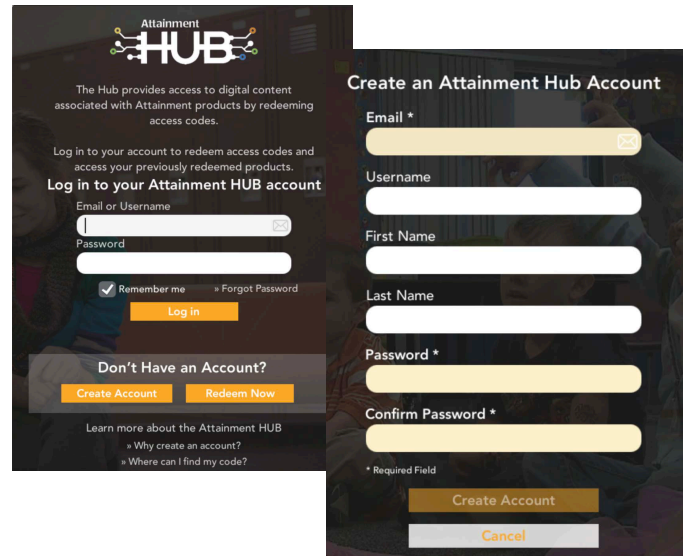 Attainment
HUB
The Hub provides access to digital content
associated with Attainment products by redeeming
access codes.
Log in to your account to redeem access codes and
access your previously redeemed products.
Log in to your Attainment HUB account
Email or Username
Password
Remember me » Forgot Password
Log in
Don't Have an Account?
Create Account Redeem Now
Learn more about the Attainment HUB
» Why create an account?
» Where can I find my code?
Create an Attainment Hub Account
Email *
Username
First Name
Last Name
Password *
Confirm Password *
* Required Field
Create Account
Cancel